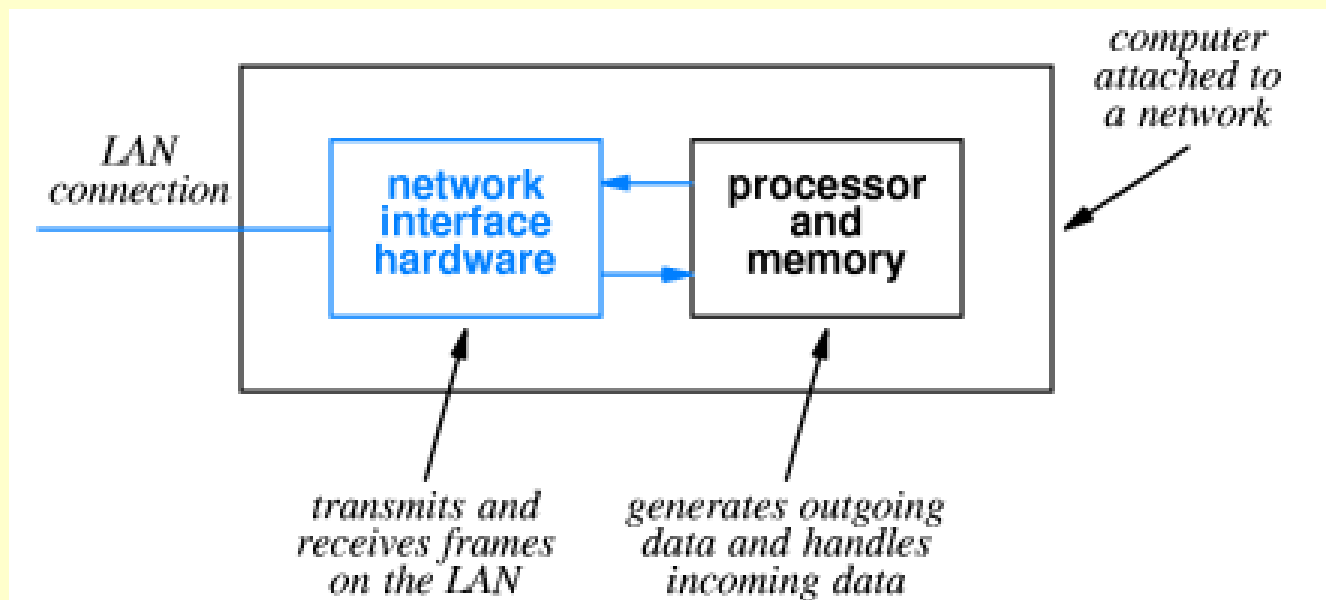 computer
attached to
a network
LAN
connection
network
interface
hardware
processor
and
memory
transmits and
receives frames
on the LAN
generates outgoing
data and handles
incoming data